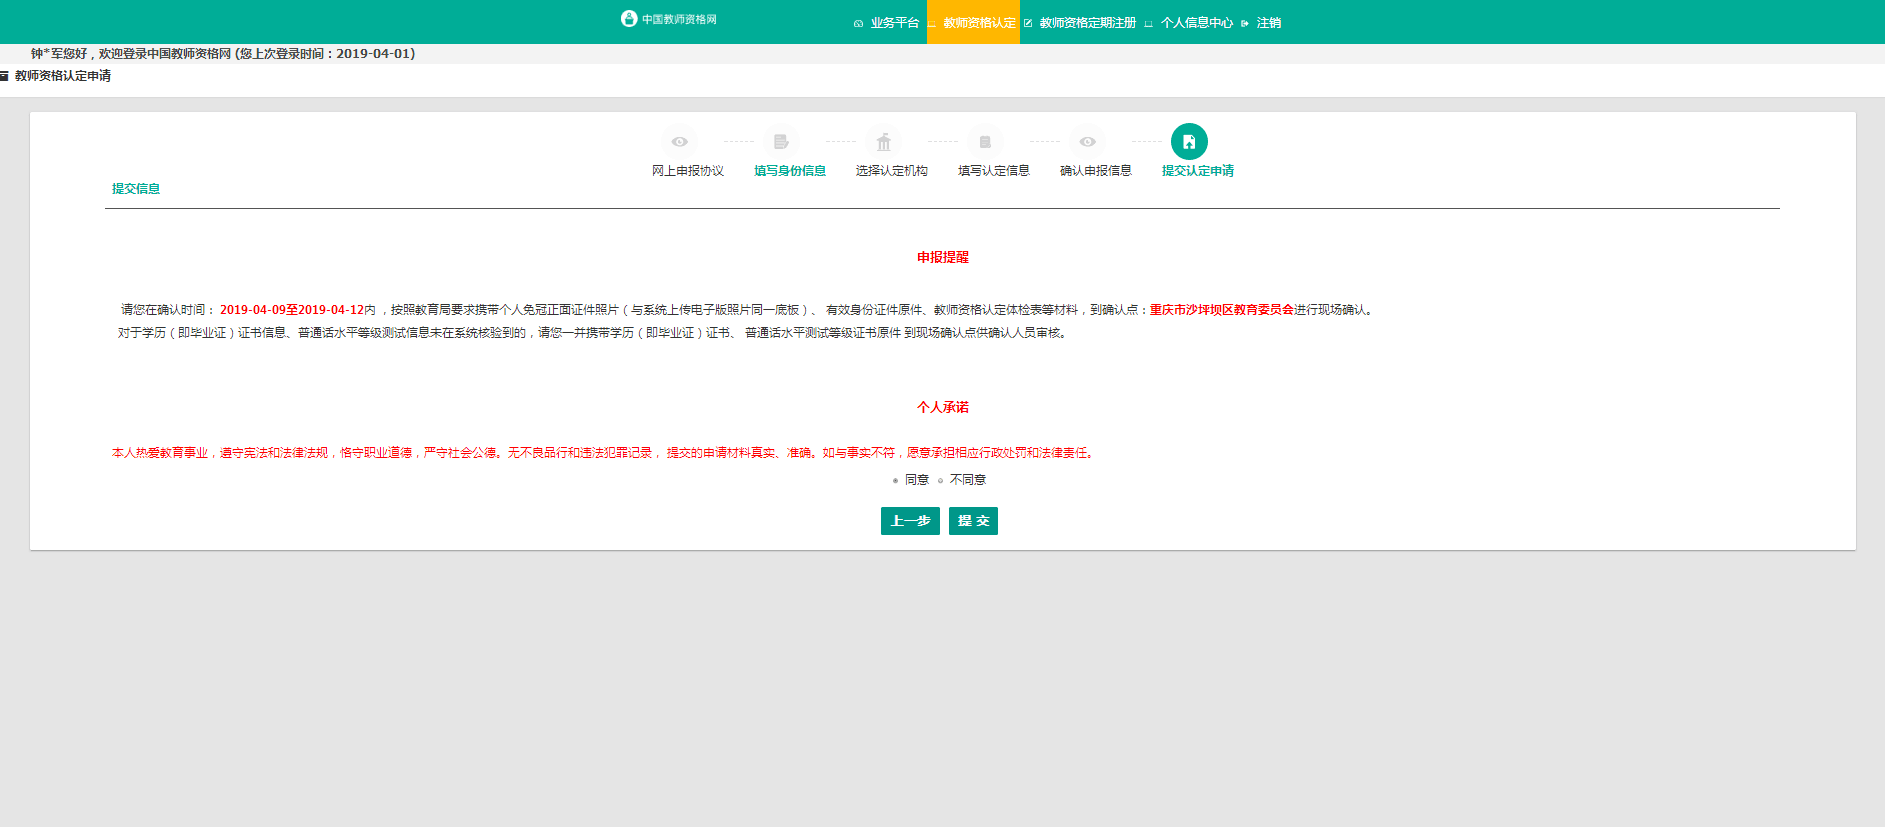 中国教师资格网
业务平台 教师资格认定 教师资格定期注册 个人信息中心 注销
钟*军您好，欢迎登录中国教师资格网 (您上次登录时间：2019-04-01)
教师资格认定申请
网上申报协议 填写身份信息 选择认定机构 填写认定信息 确认申报信息 提交认定申请
提交信息
申报提醒
请您在确认时间： 2019-04-09至2019-04-12内 ，按照教育局要求携带个人免冠正面证件照片（与系统上传电子版照片同一底板）、 有效身份证件原件、教师资格认定体检表等材料，到确认点：重庆市沙坪坝区教育委员会进行现场确认。
对于学历（即毕业证）证书信息、普通话水平等级测试信息未在系统核验到的，请您一并携带学历（即毕业证）证书、 普通话水平测试等级证书原件 到现场确认点供确认人员审核。
个人承诺
本人热爱教育事业，遵守宪法和法律法规，恪守职业道德，严守社会公德。无不良品行和违法犯罪记录， 提交的申请材料真实、准确。如与事实不符，愿意承担相应行政处罚和法律责任。
同意 不同意
上一步 提 交